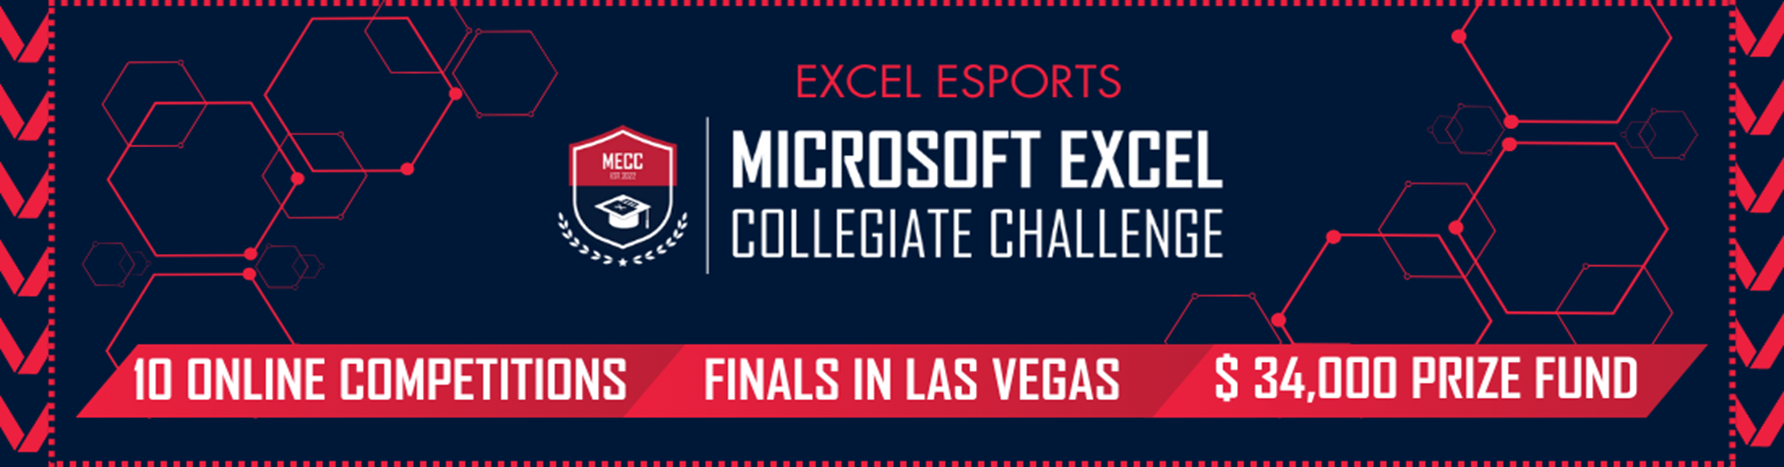 EXCEL ESPORTS
MECC
EST. 2022
MICROSOFT EXCEL
COLLEGIATE CHALLENGE
10 ONLINE COMPETITIONS
FINALS IN LAS VEGAS
$ 34,000 PRIZE FUND